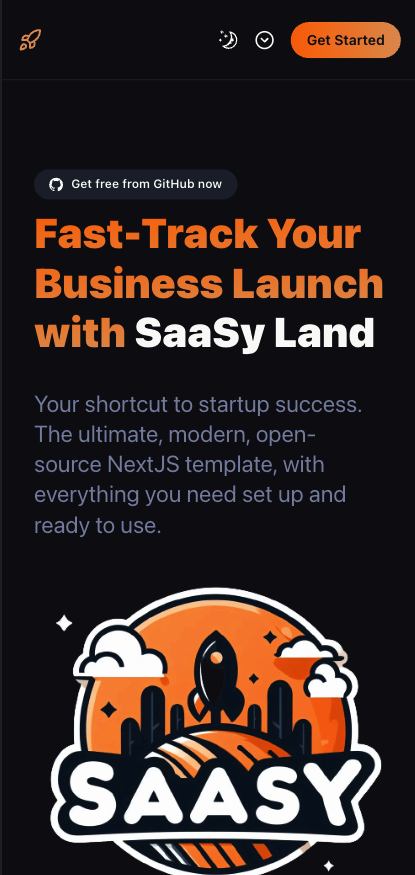 Get Started
Get free from GitHub now
Fast-Track Your
Business Launch
with SaaSy Land
Your shortcut to startup success.
The ultimate, modern, open-
source NextJS template, with
everything you need set up and
ready to use.
SAASY